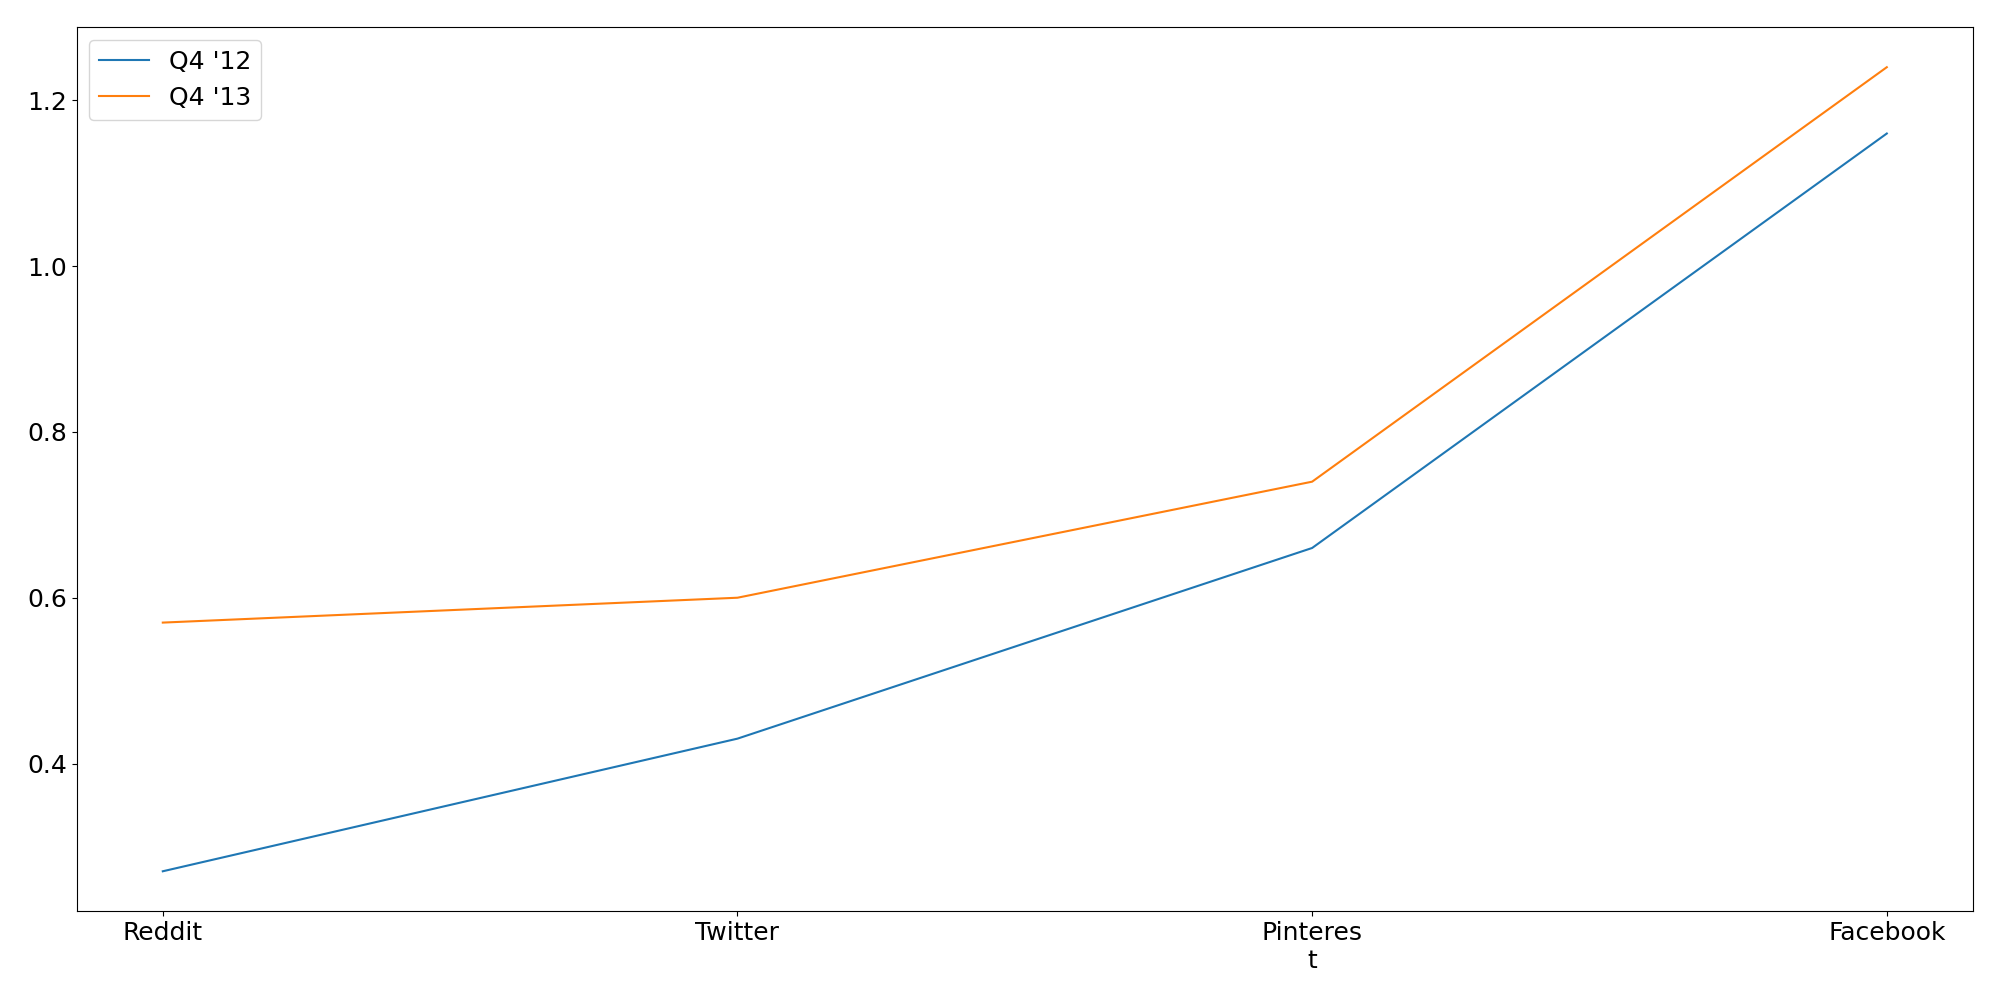 Q4 '12
Q4 '13
1.2
1.0
0.8
0.6
0.4
Reddit
Twitter
Pinteres
t
Facebook